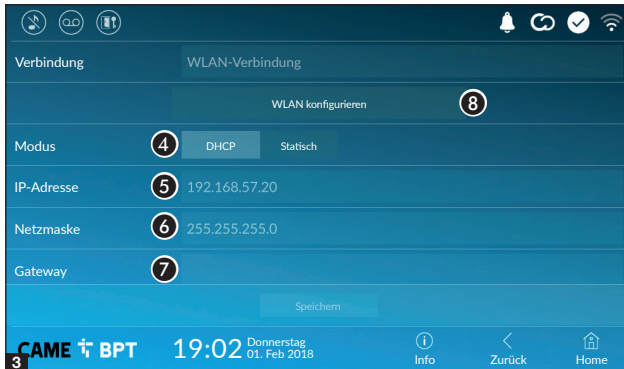 Verbindung WLAN-Verbindung
WLAN konfigurieren 8
Modus 4 DHCP Statisch
IP-Adresse 5 192.168.57.20
Netzmaske 6 255.255.255.0
Gateway 7
Speichern
CAME BPT 19:02 Donnerstag
01. Feb 2018
Info Zurück Home
3